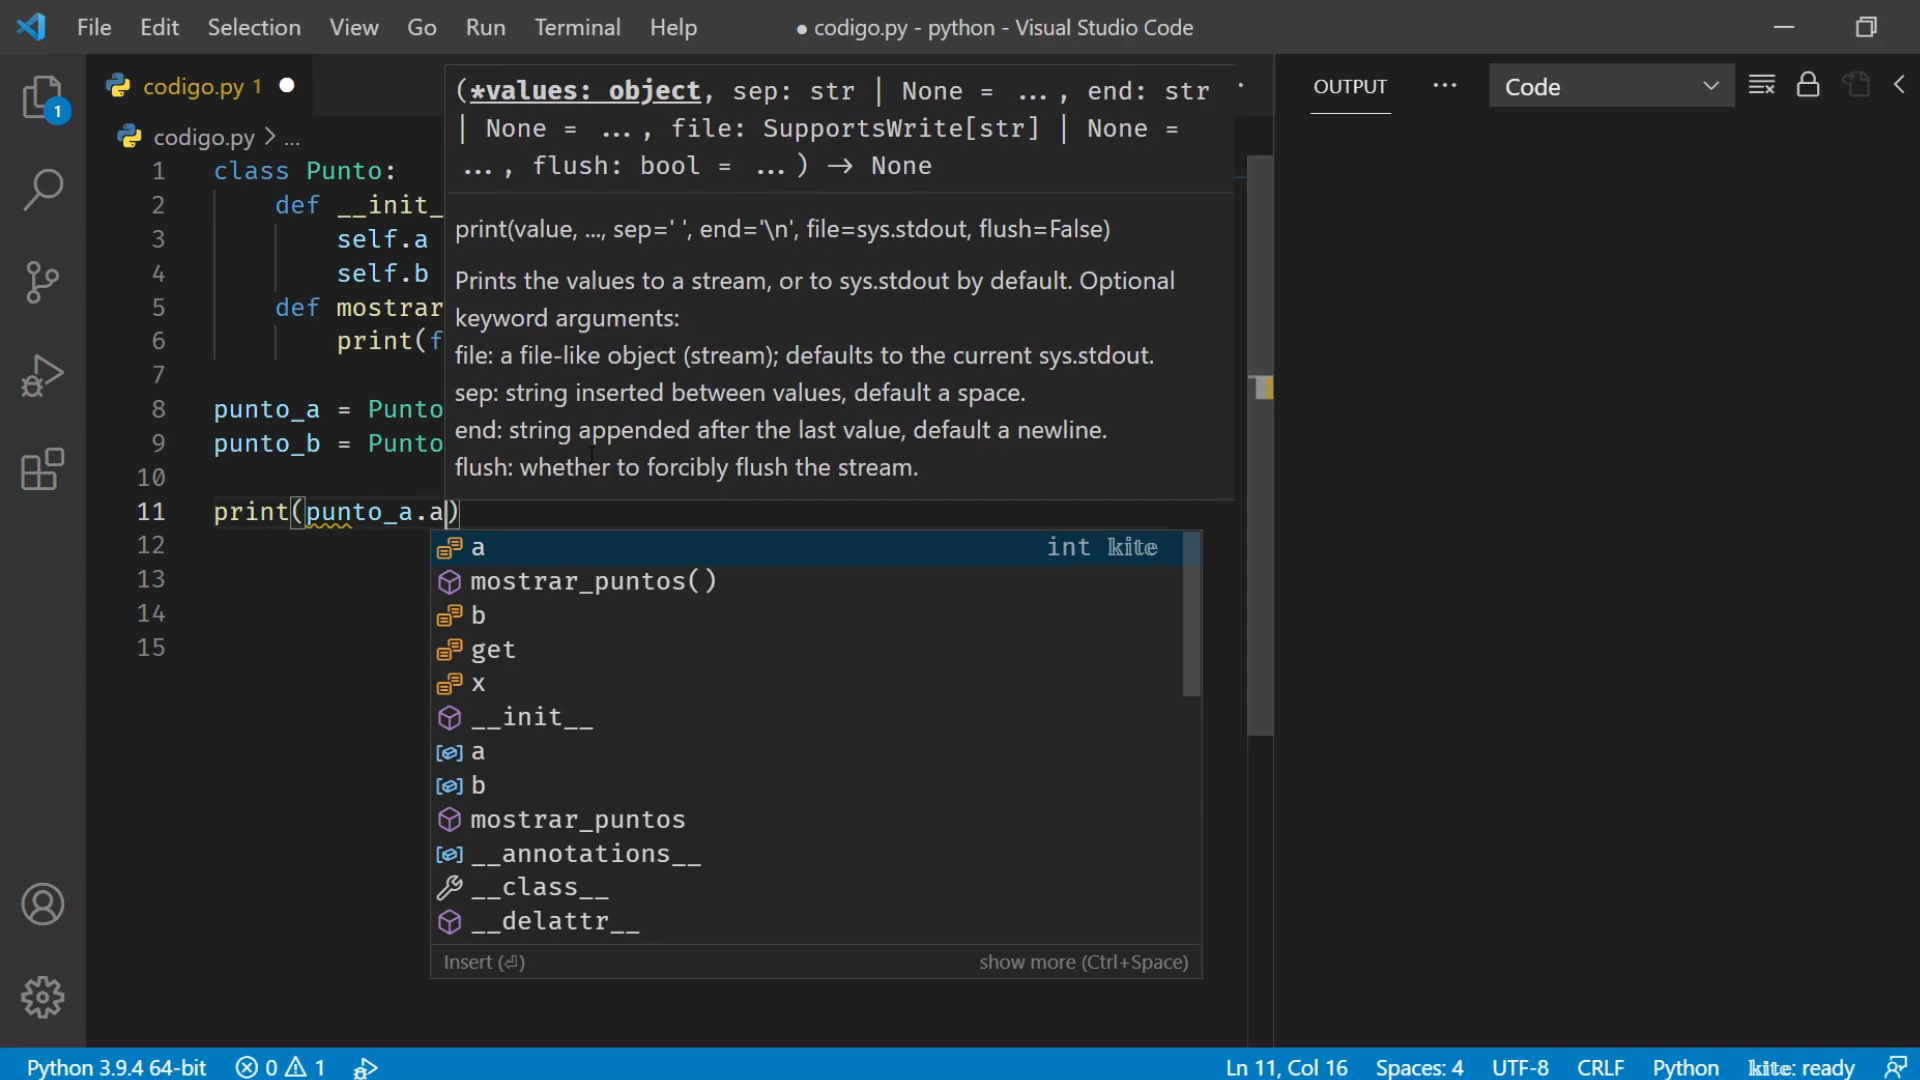 File Edit Selection View Go Run Terminal Help ● codigo.py - python - Visual Studio Code
1
codigo.py 1 ●
codigo.py > ...
1 class Punto:
2 def __init_
3 self.a
4 self.b
5 def mostrar
6 print(f
7
8 punto_a = Punto
9 punto_b = Punto
10
11 print(punto_a.a)
12
13
14
15
(*values: object, sep: str | None = ..., end: str
| None = ..., file: SupportsWrite[str] | None =
..., flush: bool = ...) → None
print(value, ..., sep=' ', end='\n', file=sys.stdout, flush=False)
Prints the values to a stream, or to sys.stdout by default. Optional
keyword arguments:
file: a file-like object (stream); defaults to the current sys.stdout.
sep: string inserted between values, default a space.
end: string appended after the last value, default a newline.
flush: whether to forcibly flush the stream.
a int kite
mostrar_puntos()
b
get
x
__init__
a
b
mostrar_puntos
__annotations__
__class__
__delattr__
Insert (⏎) show more (Ctrl+Space)
OUTPUT ... Code
Python 3.9.4 64-bit 0 1 Ln 11, Col 16 Spaces: 4 UTF-8 CRLF Python kite: ready